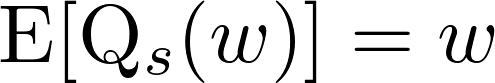 E[Q_s(w)] = w